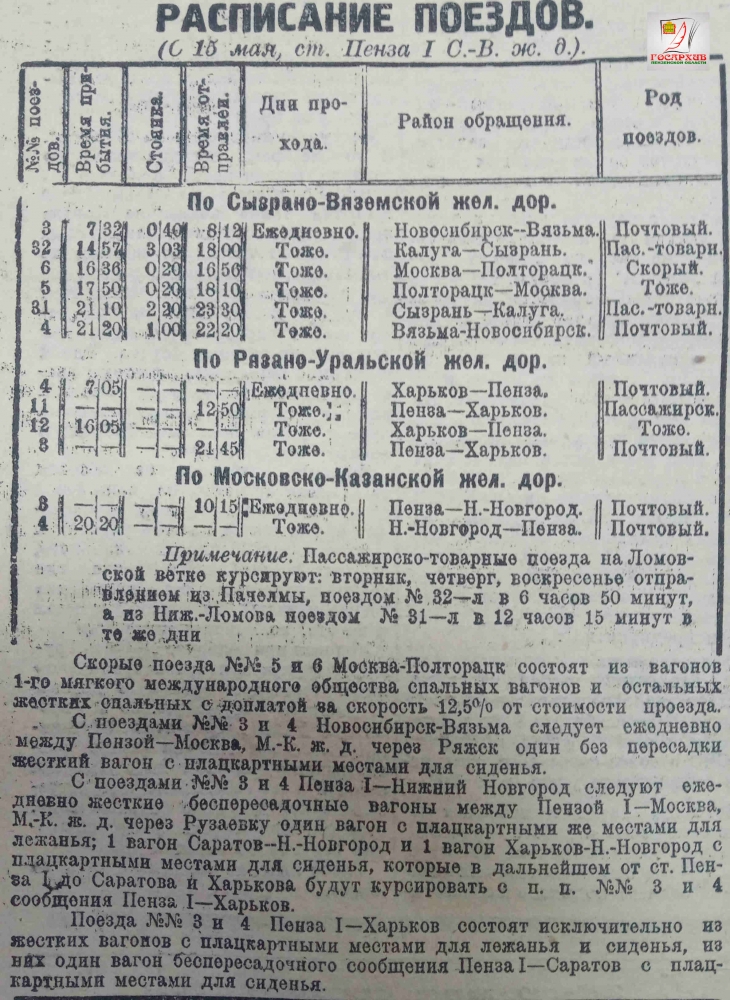 РАСПИСАНИЕ ПОЕЗДОВ.
ГОСАРХИВ
ПЕНЗЕНСКОЙ ОБЛАСТИ
(С 15 мая, ст. Пенза I С.-В. ж. д.).
№№ поездов. Время прибытия. Стоянка. Время отправлен. Дни прохода. Район обращения. Род поездов.
По Сызрано-Вяземской жел. дор.
3 7 32 0 40 8 12 Ежедневно. Новосибирск--Вязьма. Почтовый.
32 14 57 3 03 18 00 Тоже. Калуга—Сызрань. Пас.-товарн.
6 16 36 0 20 16 56 Тоже. Москва—Полторацк. Скорый.
5 17 50 0 20 18 10 Тоже. Полторацк—Москва. Тоже.
31 21 10 2 20 23 30 Тоже. Сызрань—Калуга. Пас.-товарн.
4 21 20 1 00 22 20 Тоже. Вязьма-Новосибирск. Почтовый.
По Рязано-Уральской жел. дор.
4 7 05 — — — — Ежедневно. Харьков—Пенза. Почтовый.
11 — — — — 12 50 Тоже. Пенза—Харьков. Пассажирск.
12 16 05 — — — — Тоже. Харьков—Пенза. Тоже.
3 — — — — 21 45 Тоже. Пенза—Харьков. Почтовый.
По Московско-Казанской жел. дор.
3 — — — — 10 15 Ежедневно. Пенза—Н.-Новгород. Почтовый.
4 20 20 — — — — Тоже. Н.-Новгород—Пенза. Почтовый.
Примечание. Пассажирско-товарные поезда на Ломов-
ской ветке курсируют: вторник, четверг, воскресенье отпра-
влением из Пачелмы, поездом № 32—л в 6 часов 50 минут,
а из Ниж.-Ломова поездом № 31—л в 12 часов 15 минут в
те же дни
Скорые поезда №№ 5 и 6 Москва-Полторацк состоят из вагонов
1-го мягкого международного общества спальных вагонов и остальных
жестких спальных с доплатой за скорость 12,5% от стоимости проезда.
С поездами №№ 3 и 4 Новосибирск-Вязьма следует ежедневно
между Пензой—Москва, М.-К. ж. д. через Ряжск один без пересадки
жесткий вагон с плацкартными местами для сиденья.
С поездами №№ 3 и 4 Пенза I—Нижний Новгород следуют еже-
дневно жесткие беспересадочные вагоны между Пензой I—Москва,
М.-К. ж. д. через Рузаевку один вагон с плацкартными же местами для
лежанья; 1 вагон Саратов--Н.-Новгород и 1 вагон Харьков-Н.-Новгород с
плацкартными местами для сиденья, которые в дальнейшем от ст. Пен-
за I до Саратова и Харькова будут курсировать с п. п. №№ 3 и 4
сообщения Пенза I—Харьков.
Поезда №№ 3 и 4 Пенза I—Харьков состоят исключительно из
жестких вагонов с плацкартными местами для лежанья и сиденья, из
них один вагон беспересадочного сообщения Пенза I—Саратов с плац-
картными местами для сиденья.